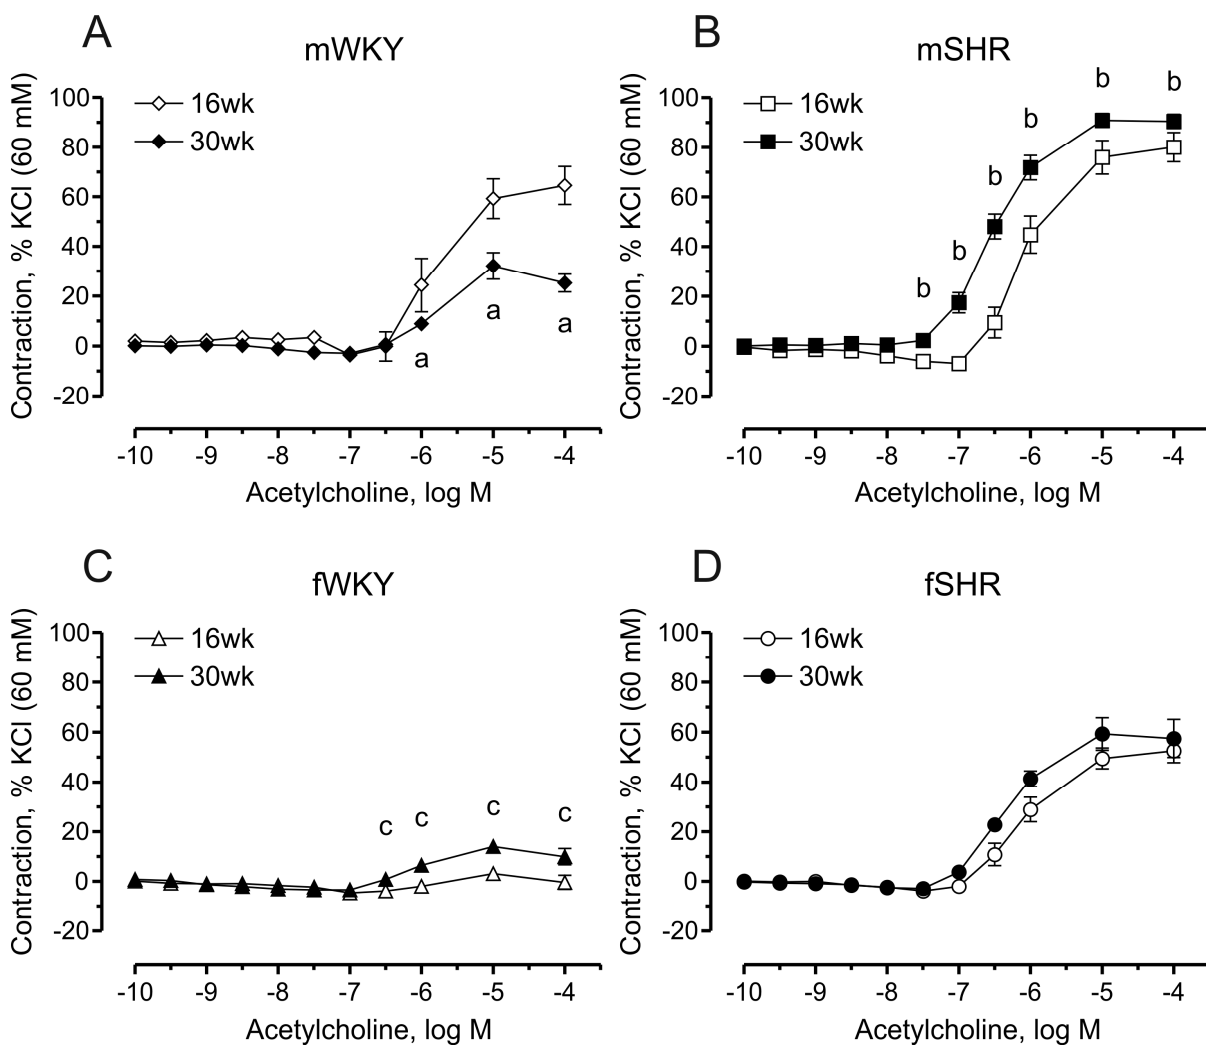 A
mWKY
16wk
30wk
Contraction, % KCl (60 mM)
100
80
60
40
20
0
-20
a
a
a
-10 -9 -8 -7 -6 -5 -4
Acetylcholine, log M
B
mSHR
16wk
30wk
Contraction, % KCl (60 mM)
100
80
60
40
20
0
-20
b
b
b
b
b
b
-10 -9 -8 -7 -6 -5 -4
Acetylcholine, log M
C
fWKY
16wk
30wk
Contraction, % KCl (60 mM)
100
80
60
40
20
0
-20
c c c c
-10 -9 -8 -7 -6 -5 -4
Acetylcholine, log M
D
fSHR
16wk
30wk
Contraction, % KCl (60 mM)
100
80
60
40
20
0
-20
-10 -9 -8 -7 -6 -5 -4
Acetylcholine, log M